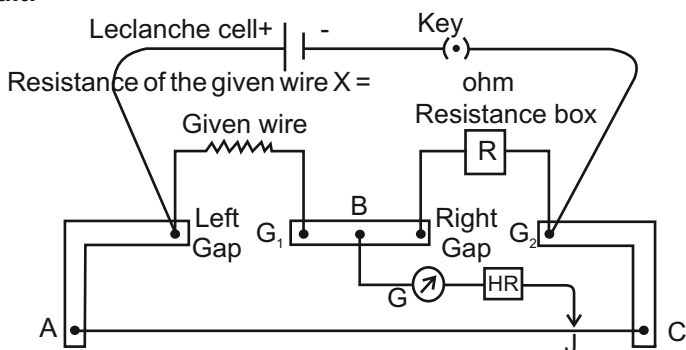 Leclanche cell+ - Key
Resistance of the given wire X = ohm
Resistance box
Given wire
R
Left Gap
G₁
B
Right Gap
G₂
G
HR
A
C
J